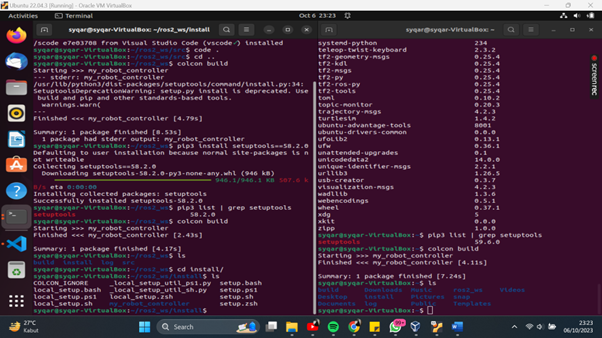 Ubuntu 22.04.3 [Running] - Oracle VM VirtualBox
Activities
Terminal
Oct 6 23:23
syqar@syqar-VirtualBox: ~/ros2_ws/install
/scode e7e03708 from Visual Studio Code (vscode-) installed
syqar@syqar-VirtualBox:~/ros2_ws/src$ code .
syqar@syqar-VirtualBox:~/ros2_ws/src$ cd ..
syqar@syqar-VirtualBox:~/ros2_ws$ colcon build
Starting >>> my_robot_controller
--- stderr: my_robot_controller
/usr/lib/python3/dist-packages/setuptools/command/install.py:34:
SetuptoolsDeprecationWarning: setup.py install is deprecated. Use
build and pip and other standards-based tools.
warnings.warn(
---
Finished <<< my_robot_controller [4.79s]
Summary: 1 package finished [8.53s]
1 package had stderr output: my_robot_controller
syqar@syqar-VirtualBox:~/ros2_ws$ pip3 install setuptools==58.2.0
Defaulting to user installation because normal site-packages is not writeable
Collecting setuptools==58.2.0
Downloading setuptools-58.2.0-py3-none-any.whl (946 kB)
946.1/946.1 KB
eta 0:00:00
Installing collected packages: setuptools
Successfully installed setuptools-58.2.0
syqar@syqar-VirtualBox:~/ros2_ws$ pip3 list | grep setuptools
setuptools 58.2.0
syqar@syqar-VirtualBox:~/ros2_ws$ colcon build
Starting >>> my_robot_controller
Finished <<< my_robot_controller [2.43s]
Summary: 1 package finished [4.17s]
syqar@syqar-VirtualBox:~/ros2_ws$ ls
build install log src
syqar@syqar-VirtualBox:~/ros2_ws$ cd install/
syqar@syqar-VirtualBox:~/ros2_ws/install$ ls
COLCON_IGNORE _local_setup_util_ps1.py setup.bash
local_setup.bash _local_setup_util_sh.py setup.ps1
local_setup.ps1 local_setup.zsh setup.sh
local_setup.sh my_robot_controller setup.zsh
syqar@syqar-VirtualBox:~/ros2_ws/install$
syqar@syqar-VirtualBox: ~
systemd-python 234
teleop-twist-keyboard 2.3.2
tf2-geometry-msgs 0.25.4
tf2-kdl 0.25.4
tf2-msgs
tf2-py 0.25.4
tf2-ros-py 0.25.4
tf2-tools 0.25.4
toml 0.10.2
topic-monitor 0.20.3
trajectory-msgs 4.2.3
turtlesim 1.4.2
ubuntu-advantage-tools 8001
ubuntu-drivers-common 0.0.0
ufoLib2 0.13.1
ufw 0.36.1
unattended-upgrades 0.1
unicodedata2 14.0.0
unique-identifier-msgs 2.2.1
urllib3 1.26.5
usb-creator 0.3.7
visualization-msgs 4.2.3
wadllib 1.3.6
webencodings 0.5.1
wheel 0.37.1
xdg 5
xkit 0.0.0
zipp 1.0.0
syqar@syqar-VirtualBox:~$ pip3 list | grep setuptools
setuptools 59.6.0
syqar@syqar-VirtualBox:~$ colcon build
Starting >>> my_robot_controller
Finished <<< my_robot_controller [4.11s]
Summary: 1 package finished [7.24s]
syqar@syqar-VirtualBox:~$ ls
build Downloads Music ros2_ws Videos
Desktop install Pictures snap
Documents log Public Templates
syqar@syqar-VirtualBox:~$
screenrec
27°C
Kabut
Search
99+
23:23
06/10/2023